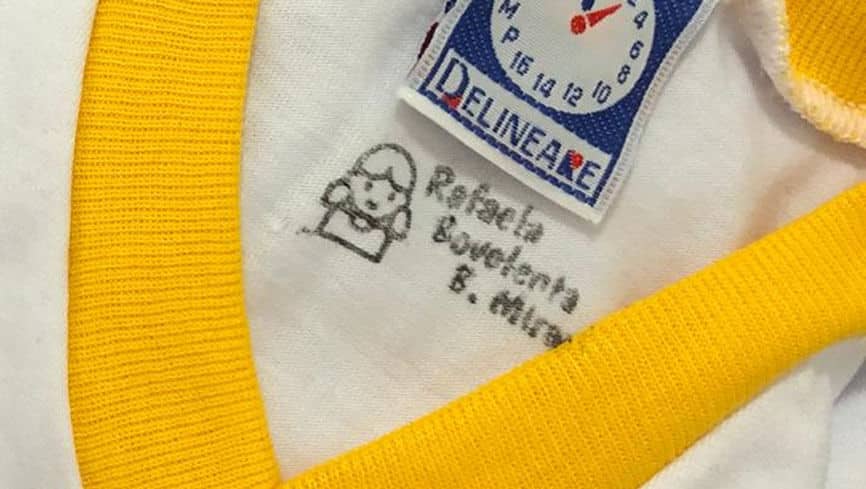 M
P
16 14 12 10 8 6 4
DELINEARE
Rafaela
Bovolenta
B.